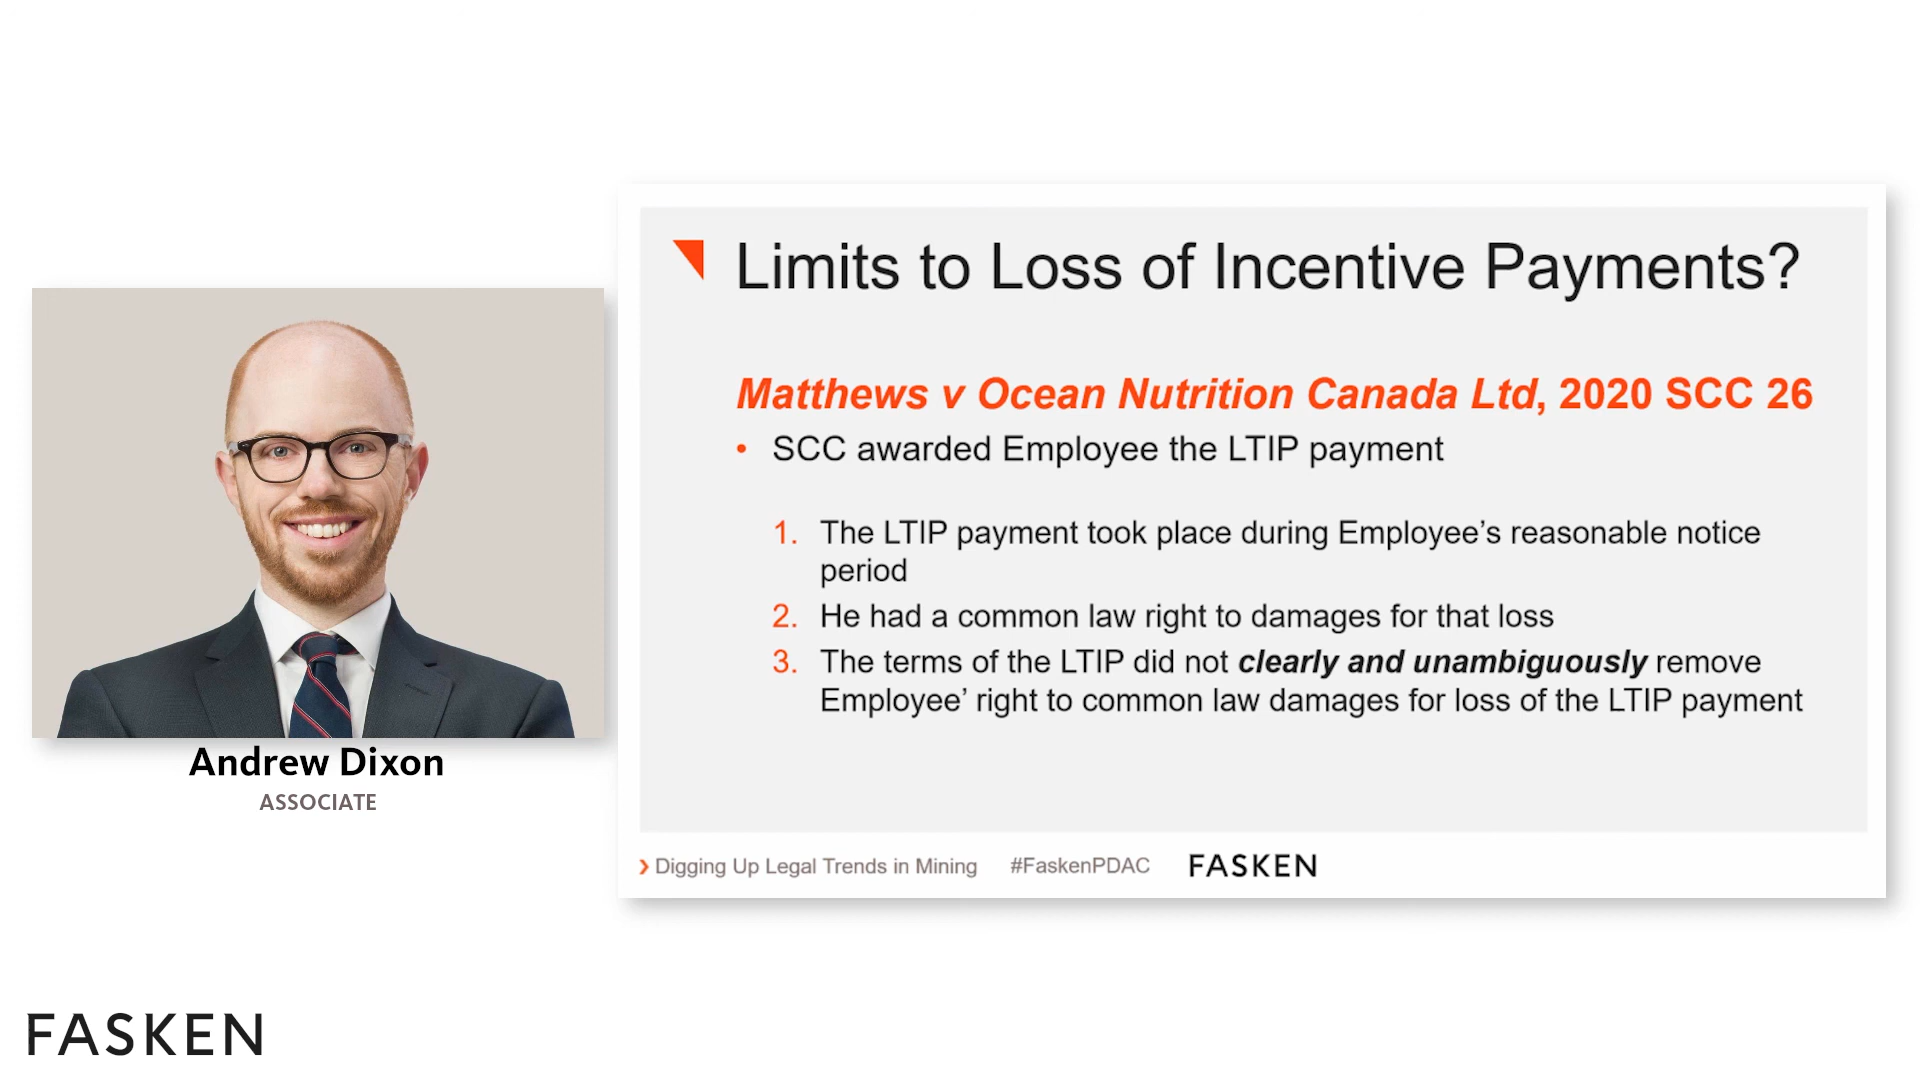 Limits to Loss of Incentive Payments?
Matthews v Ocean Nutrition Canada Ltd, 2020 SCC 26
• SCC awarded Employee the LTIP payment
1. The LTIP payment took place during Employee’s reasonable notice
period
2. He had a common law right to damages for that loss
3. The terms of the LTIP did not clearly and unambiguously remove
Employee’ right to common law damages for loss of the LTIP payment
Andrew Dixon
ASSOCIATE
Digging Up Legal Trends in Mining #FaskenPDAC FASKEN
FASKEN